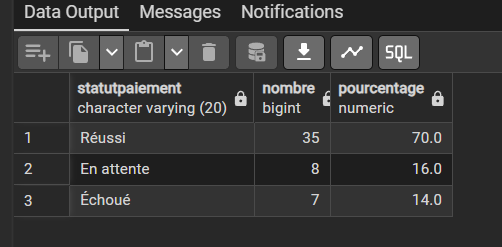 Data Output Messages Notifications
SQL
statutpaiement nombre pourcentage
character varying (20) bigint numeric
1 Réussi 35 70.0
2 En attente 8 16.0
3 Échoué 7 14.0